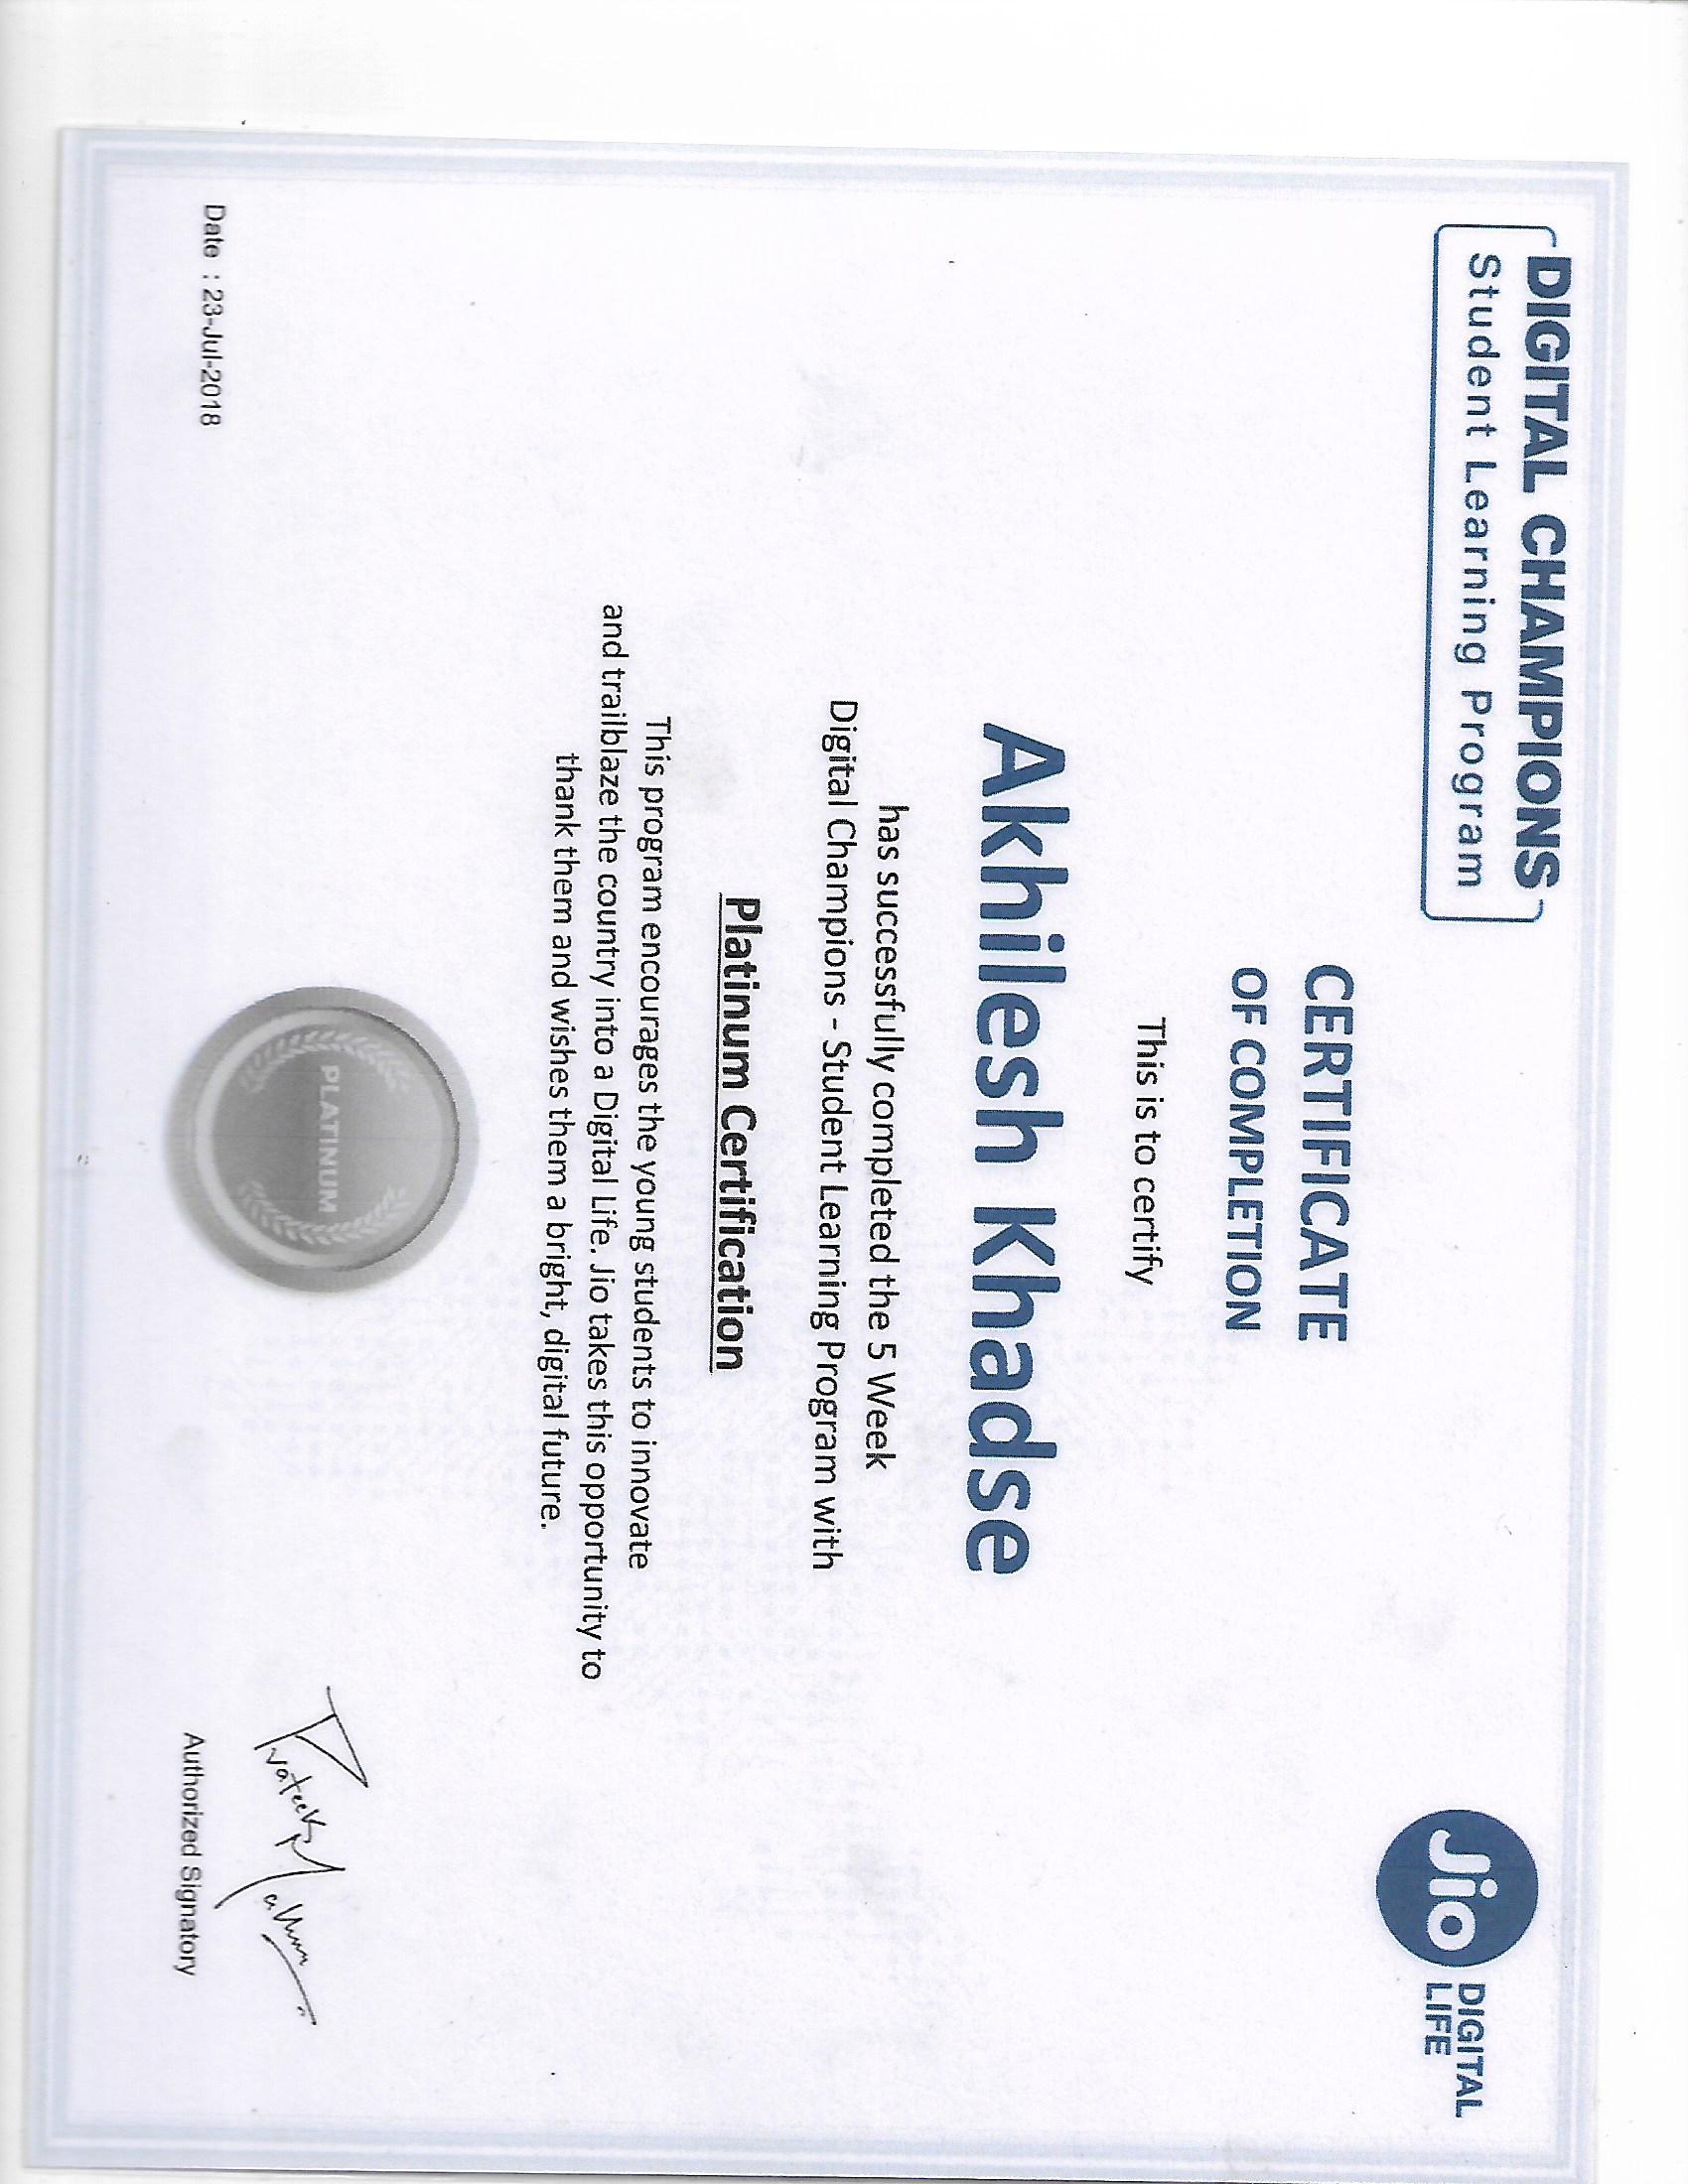 DIGITAL CHAMPIONS
Student Learning Program
Jio
DIGITAL
LIFE
CERTIFICATE
OF COMPLETION
This is to certify
Akhilesh Khadse
has successfully completed the 5 Week
Digital Champions - Student Learning Program with
Platinum Certification
This program encourages the young students to innovate
and trailblaze the country into a Digital Life. Jio takes this opportunity to
thank them and wishes them a bright, digital future.
PLATINUM
Prateek
Date : 23-Jul-2018
Authorized Signatory